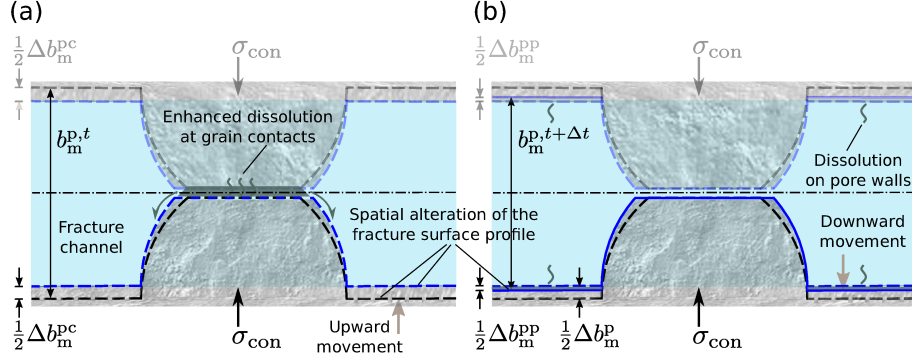 (a)
½Δb_m^pc
σ_con
Enhanced dissolution
at grain contacts
b_m^p,t
Fracture
channel
Spatial alteration of the
fracture surface profile
½Δb_m^pc
σ_con
Upward
movement
(b)
½Δb_m^pp
σ_con
b_m^p,t+Δt
Dissolution
on pore walls
Downward
movement
½Δb_m^pp
½Δb_m^p
σ_con